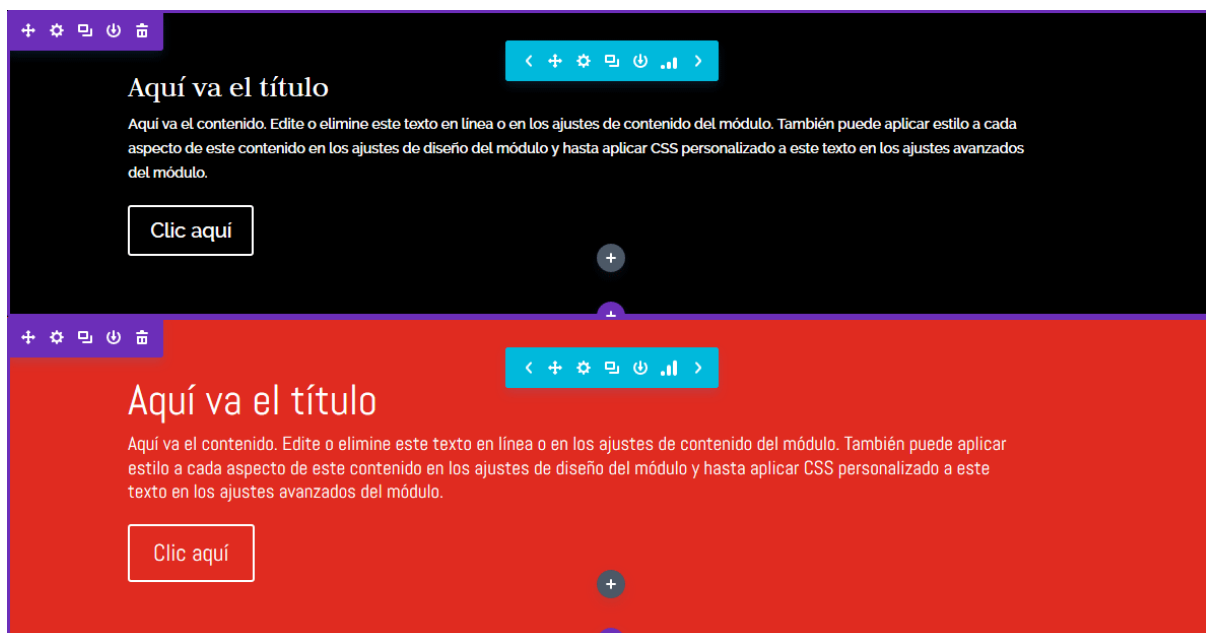 Aquí va el título
Aquí va el contenido. Edite o elimine este texto en línea o en los ajustes de contenido del módulo. También puede aplicar estilo a cada
aspecto de este contenido en los ajustes de diseño del módulo y hasta aplicar CSS personalizado a este texto en los ajustes avanzados
del módulo.
Clic aquí
Aquí va el título
Aquí va el contenido. Edite o elimine este texto en línea o en los ajustes de contenido del módulo. También puede aplicar
estilo a cada aspecto de este contenido en los ajustes de diseño del módulo y hasta aplicar CSS personalizado a este
texto en los ajustes avanzados del módulo.
Clic aquí